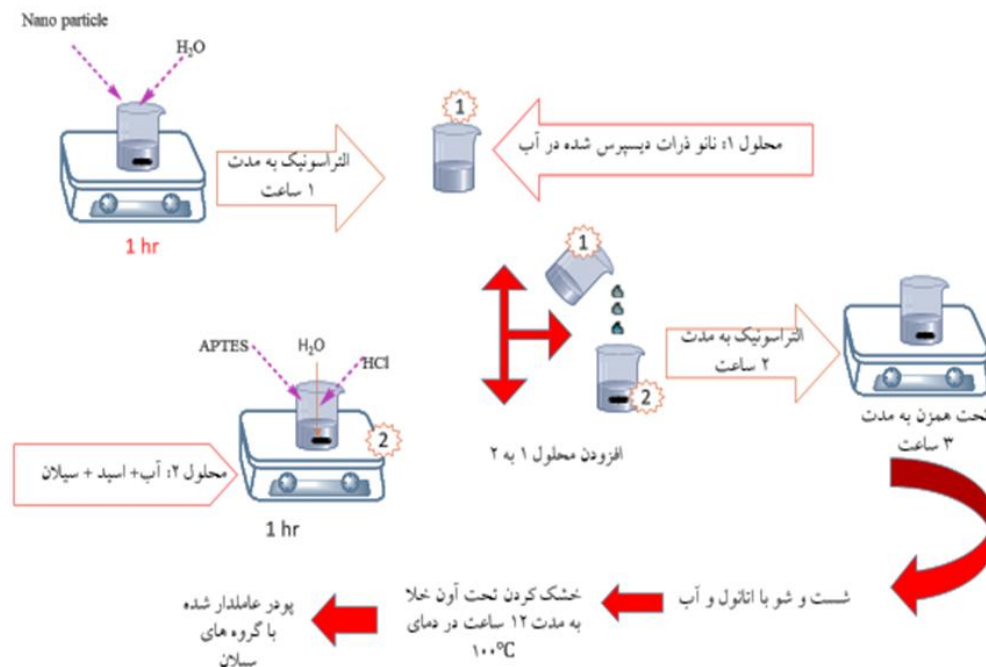 Nano particle
H₂O
1 hr
التراسونیک به مدت
۱ ساعت
1
محلول ۱: نانو ذرات دیسپرس شده در آب
APTES
H₂O
HCl
2
1 hr
محلول ۲: آب+ اسید + سیلان
1
2
افزودن محلول ۱ به ۲
التراسونیک به مدت
۲ ساعت
تحت همزن به مدت
۳ ساعت
شست و شو با اتانول و آب
خشک کردن تحت آون خلا
به مدت ۱۲ ساعت در دمای
۱۰۰°C
پودر عاملدار شده
با گروه های
سیلان